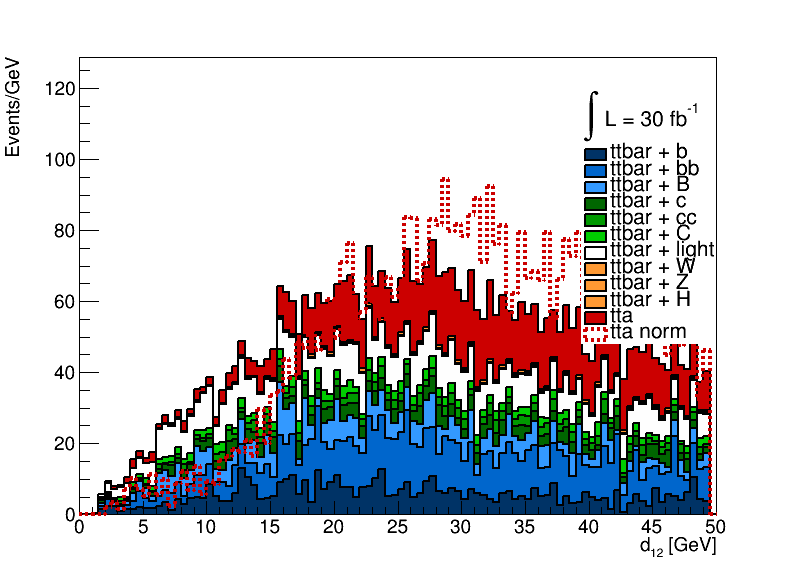 Events/GeV
120
100
80
60
40
20
0
∫ L = 30 fb-1
ttbar + b
ttbar + bb
ttbar + B
ttbar + c
ttbar + cc
ttbar + C
ttbar + light
ttbar + W
ttbar + Z
ttbar + H
tta
tta norm
0 5 10 15 20 25 30 35 40 45 50
d12 [GeV]